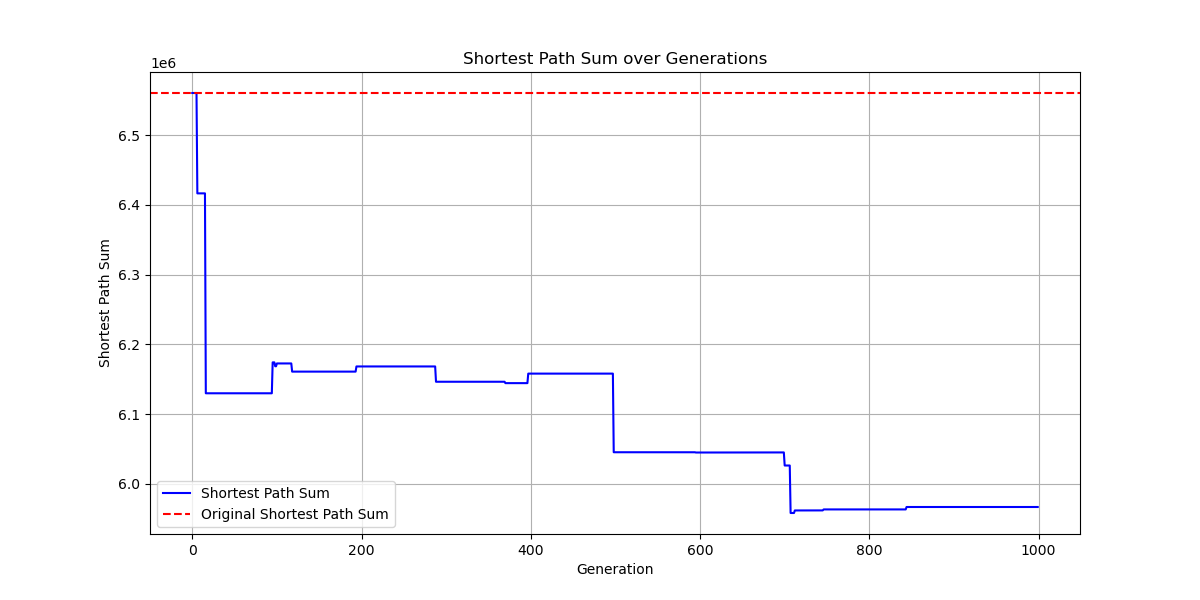 Shortest Path Sum over Generations
1e6
6.5
6.4
6.3
6.2
6.1
6.0
Shortest Path Sum
Shortest Path Sum
Original Shortest Path Sum
0 200 400 600 800 1000
Generation